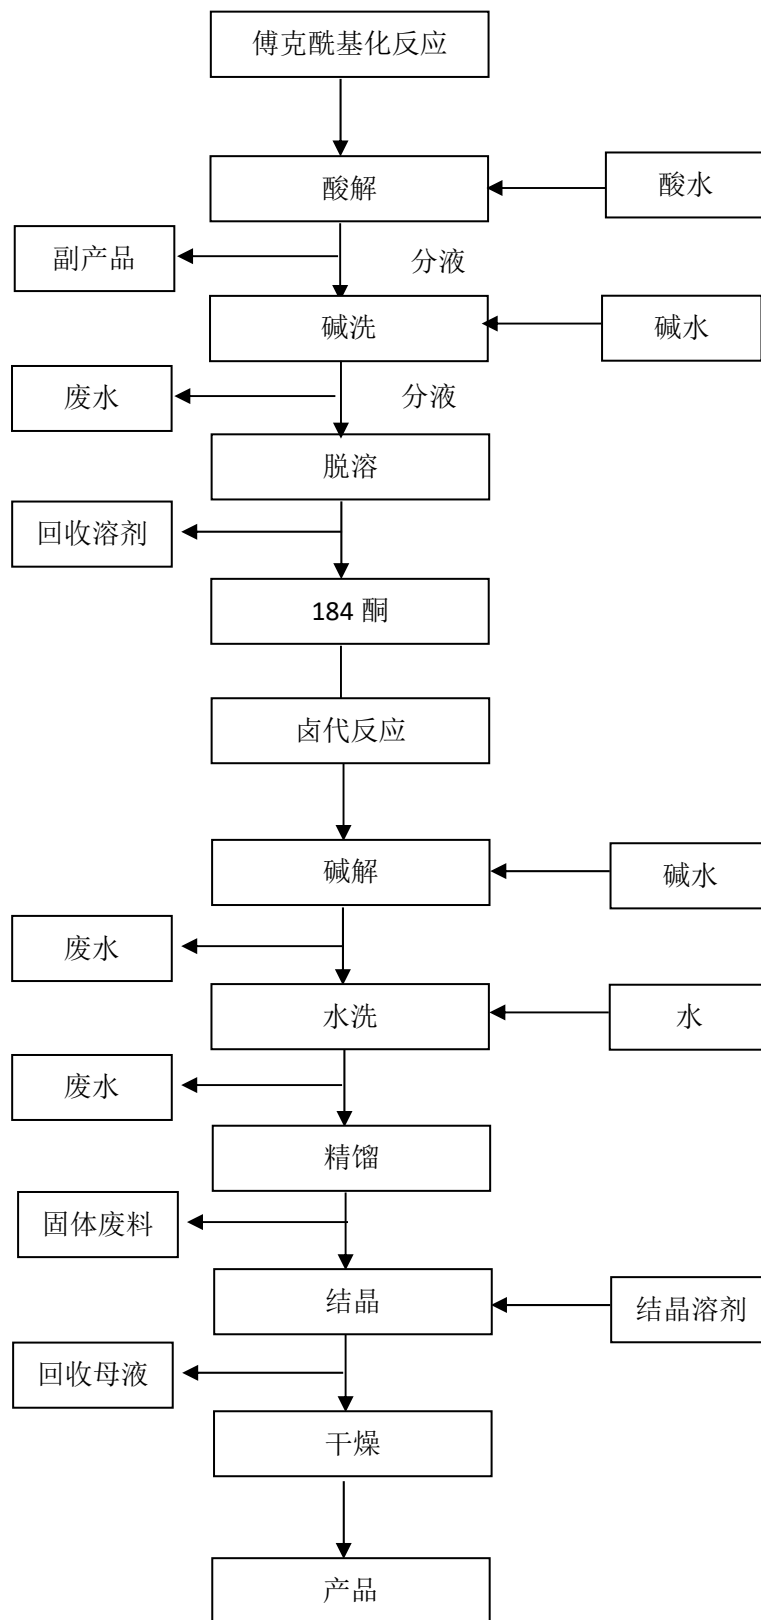 傅克酰基化反应
酸解
酸水
副产品
分液
碱洗
碱水
废水
分液
脱溶
回收溶剂
184 酮
卤代反应
碱解
碱水
废水
水洗
水
废水
精馏
固体废料
结晶
结晶溶剂
回收母液
干燥
产品